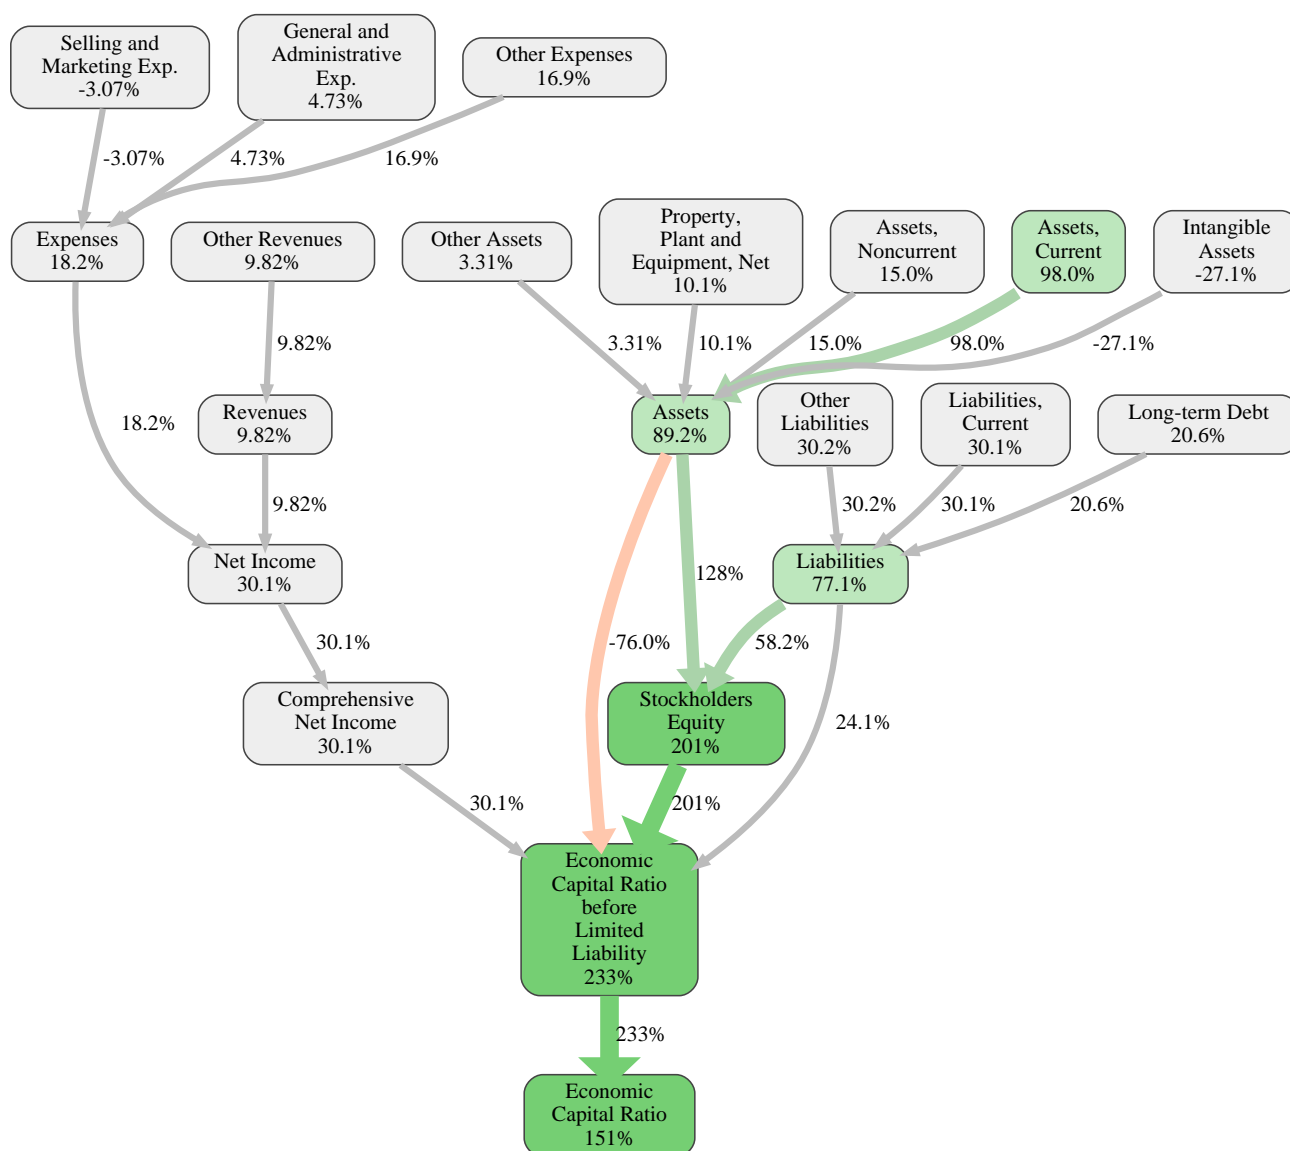 Selling and
Marketing Exp.
-3.07%
General and
Administrative
Exp.
4.73%
Other Expenses
16.9%
-3.07%
4.73%
16.9%
Expenses
18.2%
Other Revenues
9.82%
Other Assets
3.31%
Property,
Plant and
Equipment, Net
10.1%
Assets,
Noncurrent
15.0%
Assets,
Current
98.0%
Intangible
Assets
-27.1%
9.82%
3.31%
10.1%
15.0%
98.0%
-27.1%
18.2%
Revenues
9.82%
Assets
89.2%
Other
Liabilities
30.2%
Liabilities,
Current
30.1%
Long-term Debt
20.6%
9.82%
30.2%
30.1%
20.6%
Net Income
30.1%
128%
Liabilities
77.1%
30.1%
-76.0%
58.2%
Comprehensive
Net Income
30.1%
Stockholders
Equity
201%
24.1%
30.1%
201%
Economic
Capital Ratio
before
Limited
Liability
233%
233%
Economic
Capital Ratio
151%